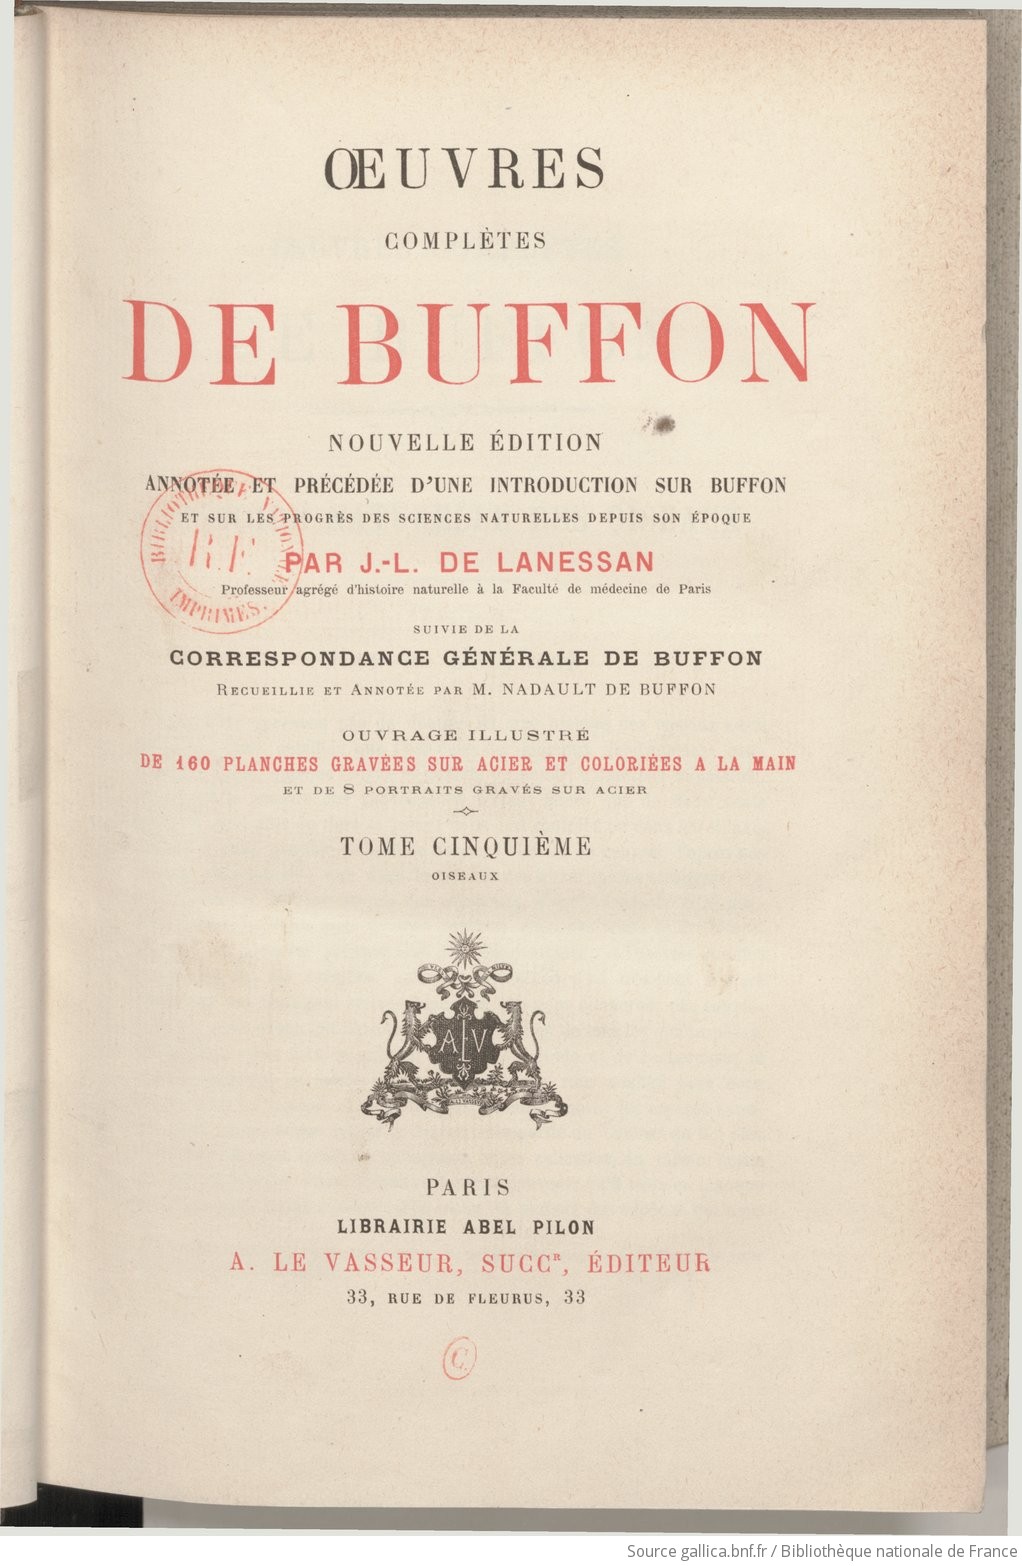 ŒUVRES
COMPLÈTES
DE BUFFON
NOUVELLE ÉDITION
ANNOTÉE ET PRÉCÉDÉE D'UNE INTRODUCTION SUR BUFFON
ET SUR LES PROGRÈS DES SCIENCES NATURELLES DEPUIS SON ÉPOQUE
BIBLIOTHÈQUE NATIONALE
R.F.
IMPRIMÉS.
PAR J.-L. DE LANESSAN
Professeur agrégé d'histoire naturelle à la Faculté de médecine de Paris
SUIVIE DE LA
CORRESPONDANCE GÉNÉRALE DE BUFFON
RECUEILLIE ET ANNOTÉE PAR M. NADAULT DE BUFFON
OUVRAGE ILLUSTRÉ
DE 160 PLANCHES GRAVÉES SUR ACIER ET COLORIÉES A LA MAIN
ET DE 8 PORTRAITS GRAVÉS SUR ACIER
TOME CINQUIÈME
OISEAUX
ALV
PARIS
LIBRAIRIE ABEL PILON
A. LE VASSEUR, SUCCR, ÉDITEUR
33, RUE DE FLEURUS, 33
C.
Source gallica.bnf.fr / Bibliothèque nationale de France